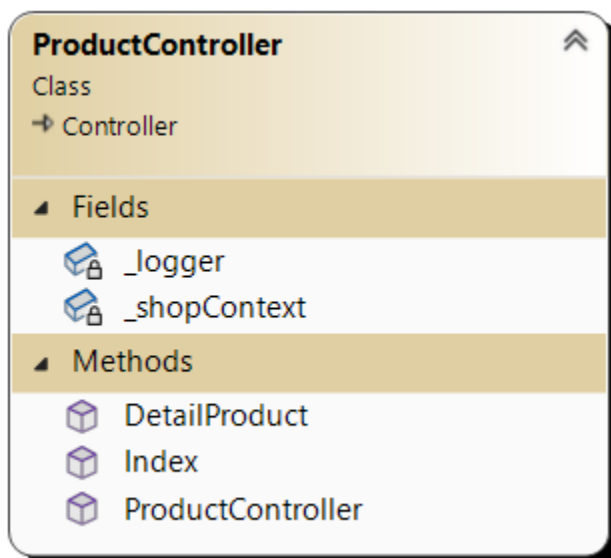 ProductController
Class
Controller
Fields
_logger
_shopContext
Methods
DetailProduct
Index
ProductController